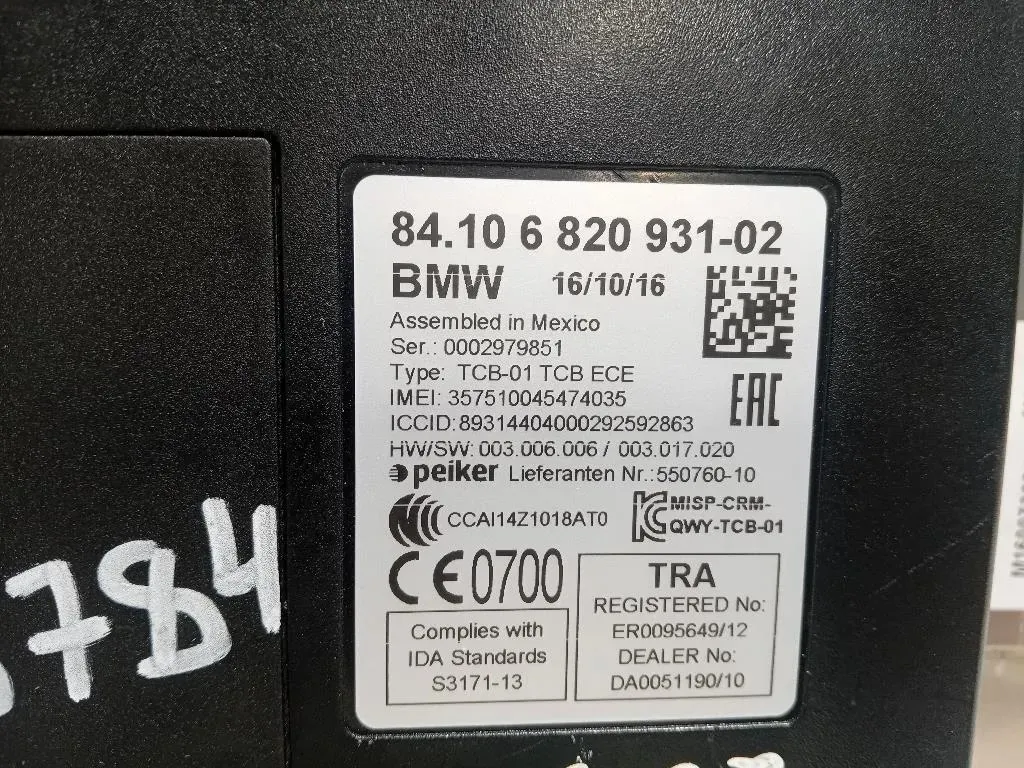 84.10 6 820 931-02
BMW 16/10/16
Assembled in Mexico
Ser.: 0002979851
Type: TCB-01 TCB ECE
IMEI: 357510045474035
ICCID:89314404000292592863
HW/SW: 003.006.006 / 003.017.020
peiker Lieferanten Nr.:550760-10
EAC
CCAI14Z1018AT0
MISP-CRM-
QWY-TCB-01
CE0700
Complies with
IDA Standards
S3171-13
TRA
REGISTERED No:
ER0095649/12
DEALER No:
DA0051190/10
784